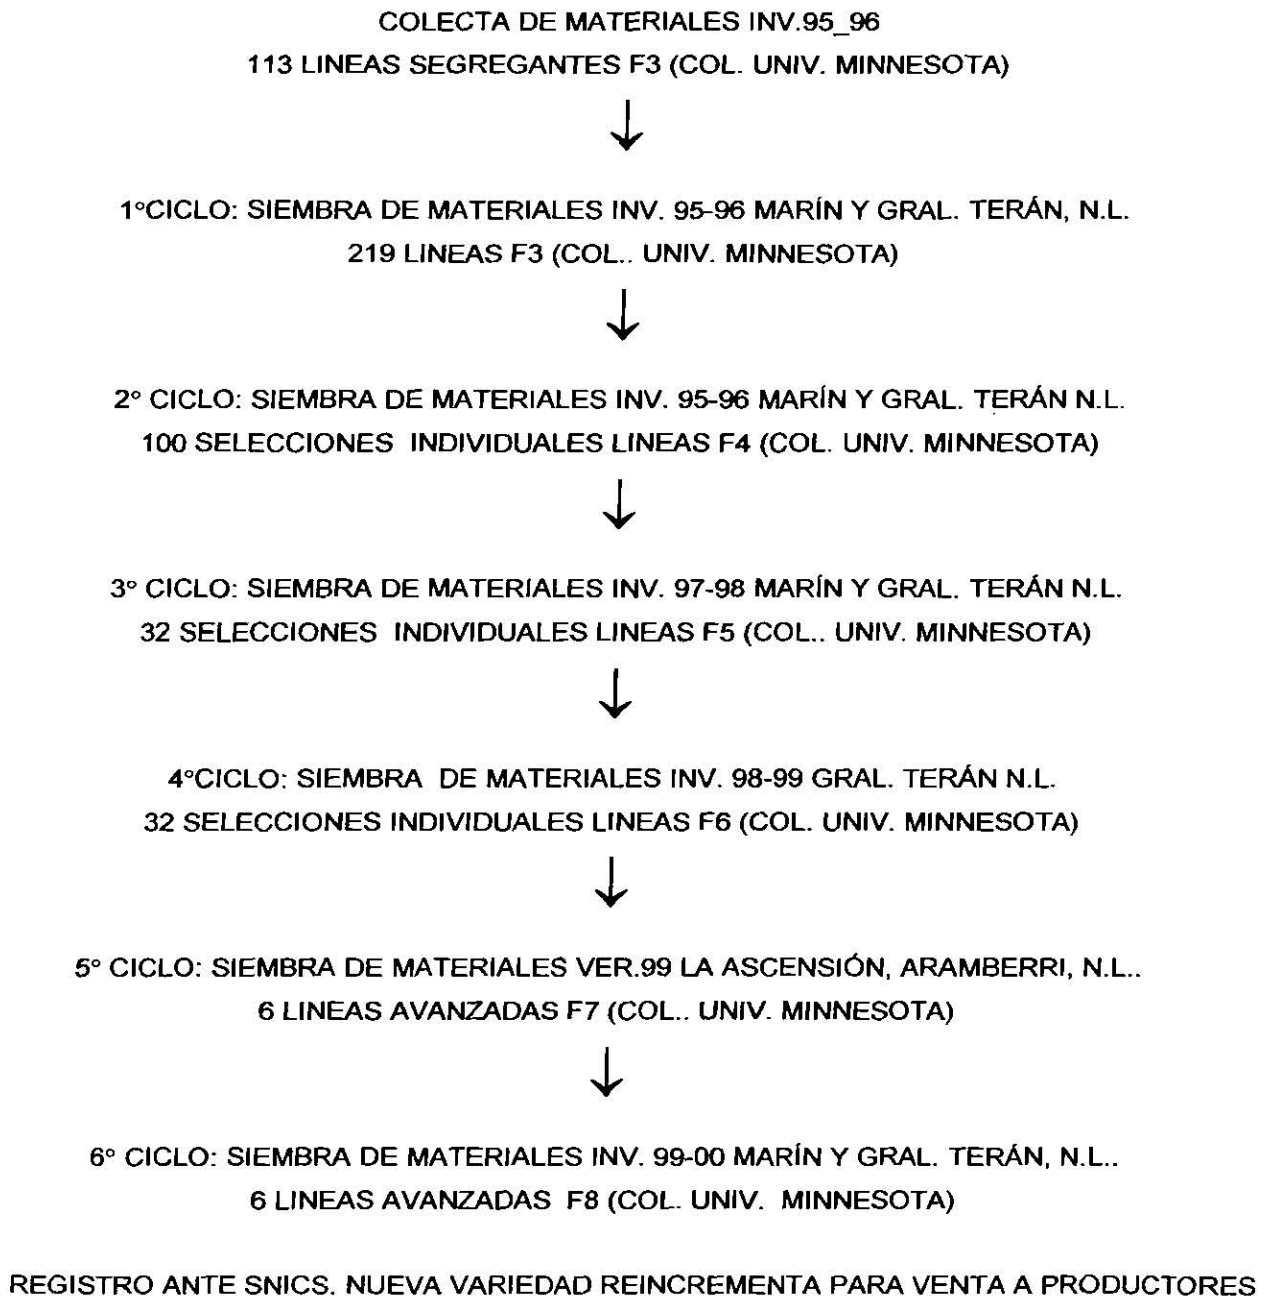 COLECTA DE MATERIALES INV.95_96
113 LINEAS SEGREGANTES F3 (COL. UNIV. MINNESOTA)
1°CICLO: SIEMBRA DE MATERIALES INV. 95-96 MARÍN Y GRAL. TERÁN, N.L.
219 LINEAS F3 (COL.. UNIV. MINNESOTA)
2° CICLO: SIEMBRA DE MATERIALES INV. 95-96 MARÍN Y GRAL. TERÁN N.L.
100 SELECCIONES INDIVIDUALES LINEAS F4 (COL. UNIV. MINNESOTA)
3° CICLO: SIEMBRA DE MATERIALES INV. 97-98 MARÍN Y GRAL. TERÁN N.L.
32 SELECCIONES INDIVIDUALES LINEAS F5 (COL.. UNIV. MINNESOTA)
4°CICLO: SIEMBRA DE MATERIALES INV. 98-99 GRAL. TERÁN N.L.
32 SELECCIONES INDIVIDUALES LINEAS F6 (COL. UNIV. MINNESOTA)
5° CICLO: SIEMBRA DE MATERIALES VER.99 LA ASCENSIÓN, ARAMBERRI, N.L..
6 LINEAS AVANZADAS F7 (COL.. UNIV. MINNESOTA)
6° CICLO: SIEMBRA DE MATERIALES INV. 99-00 MARÍN Y GRAL. TERÁN, N.L..
6 LINEAS AVANZADAS F8 (COL. UNIV. MINNESOTA)
REGISTRO ANTE SNICS. NUEVA VARIEDAD REINCREMENTA PARA VENTA A PRODUCTORES